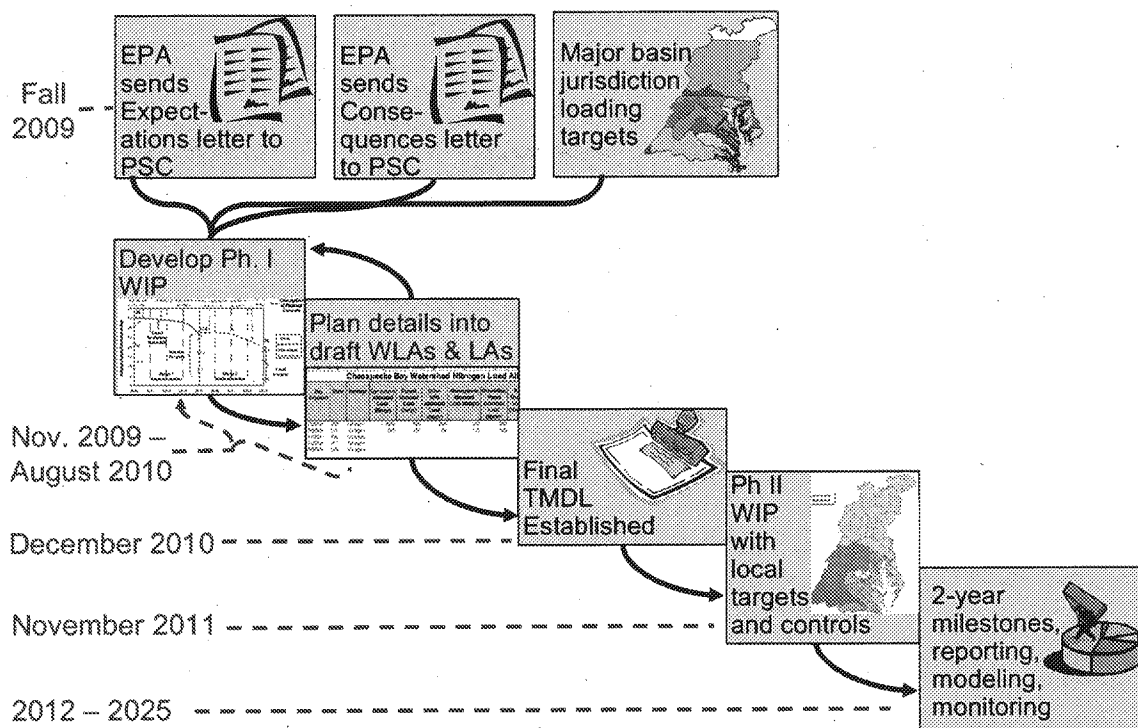 Fall
2009
EPA
sends
Expect-
ations letter to
PSC
EPA
sends
Conse-
quences letter
to PSC
Major basin
jurisdiction
loading
targets
Develop Ph. I
WIP
Plan details into
draft WLAs & LAs
Chesapeake Bay Watershed Nitrogen Load All
Nov. 2009 –
August 2010
Final
TMDL
Established
December 2010
Ph II
WIP
with
local
targets
and controls
November 2011
2-year
milestones,
reporting,
modeling,
monitoring
2012 – 2025